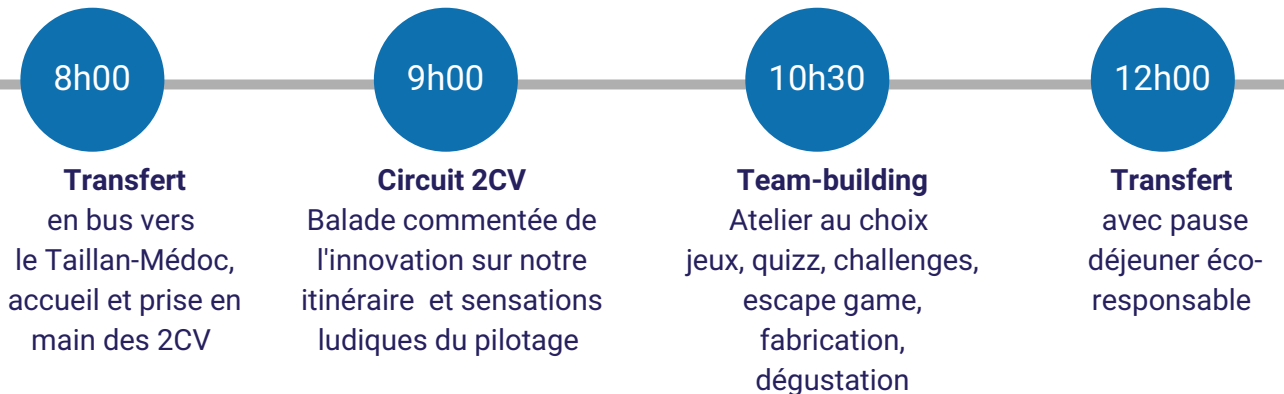 8h00
Transfert
en bus vers
le Taillan-Médoc,
accueil et prise en
main des 2CV
9h00
Circuit 2CV
Balade commentée de
l'innovation sur notre
itinéraire et sensations
ludiques du pilotage
10h30
Team-building
Atelier au choix
jeux, quizz, challenges,
escape game,
fabrication,
dégustation
12h00
Transfert
avec pause
déjeuner éco-
responsable